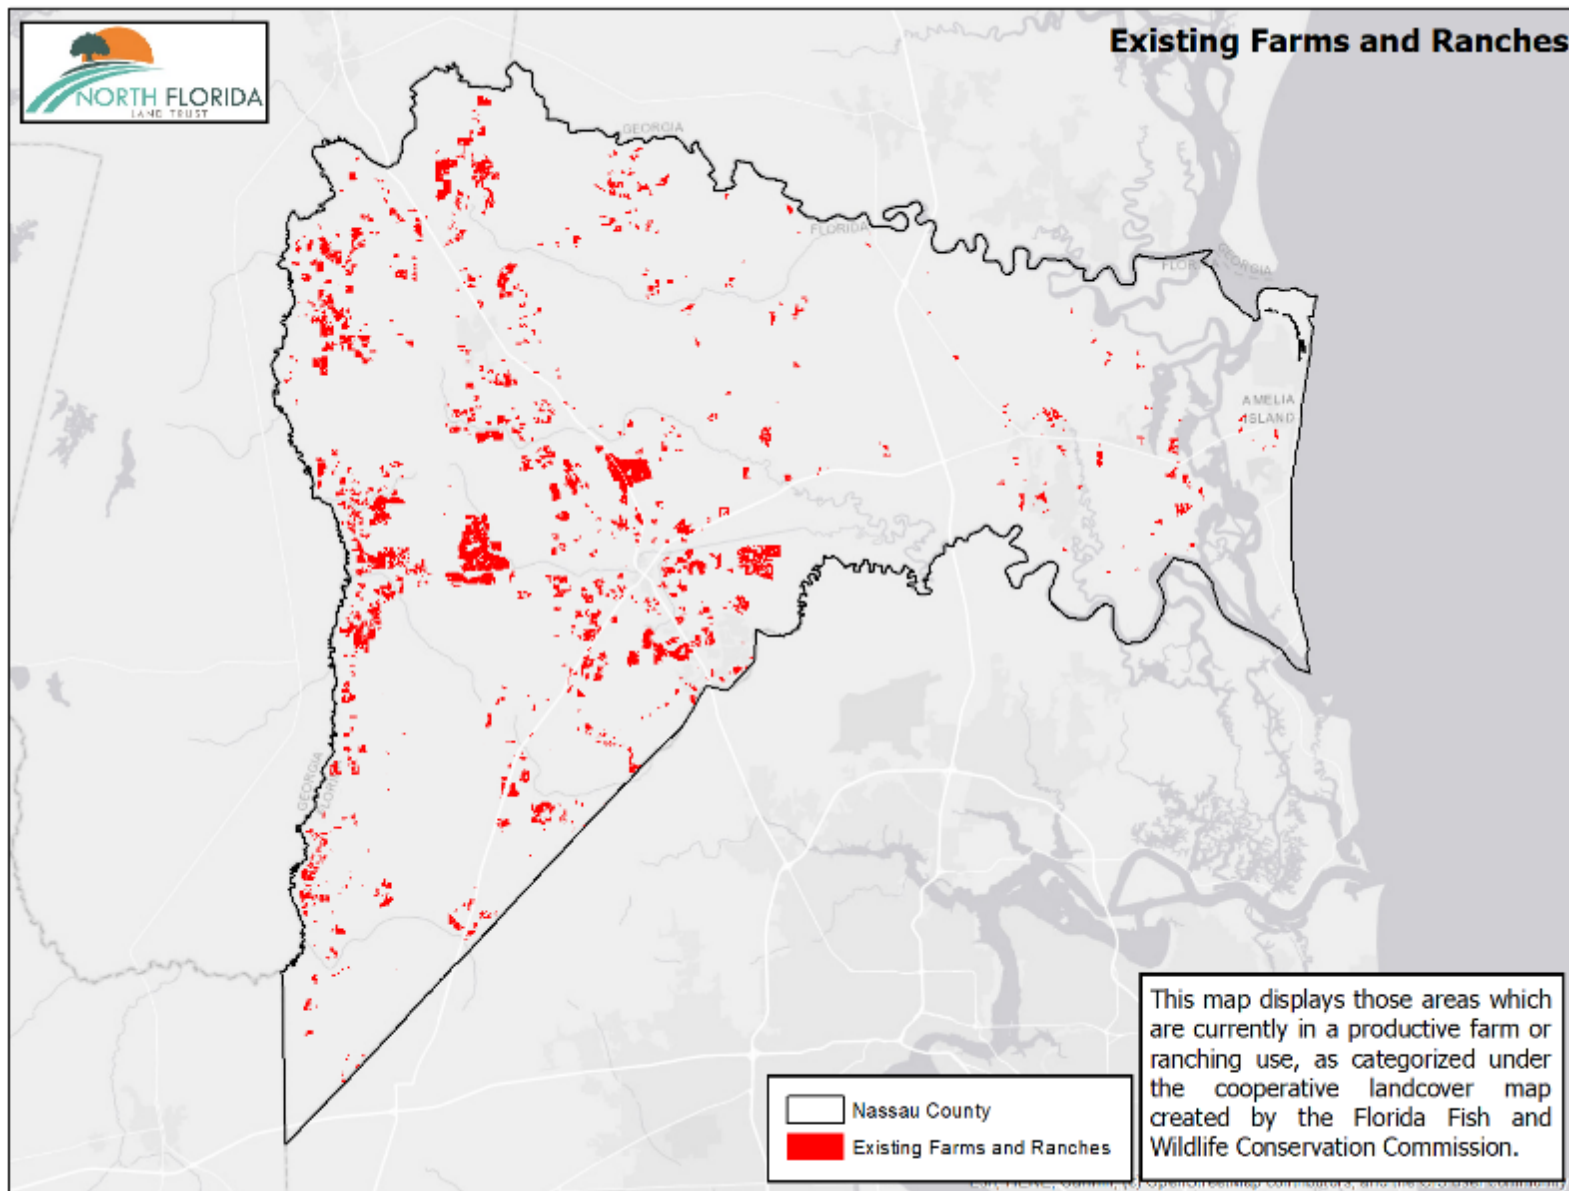 Existing Farms and Ranches
NORTH FLORIDA
LAND TRUST
GEORGIA
FLORIDA
GEORGIA
AMELIA
ISLAND
GEORGIA
This map displays those areas which
are currently in a productive farm or
ranching use, as categorized under
the cooperative landcover map
created by the Florida Fish and
Wildlife Conservation Commission.
Nassau County
Existing Farms and Ranches